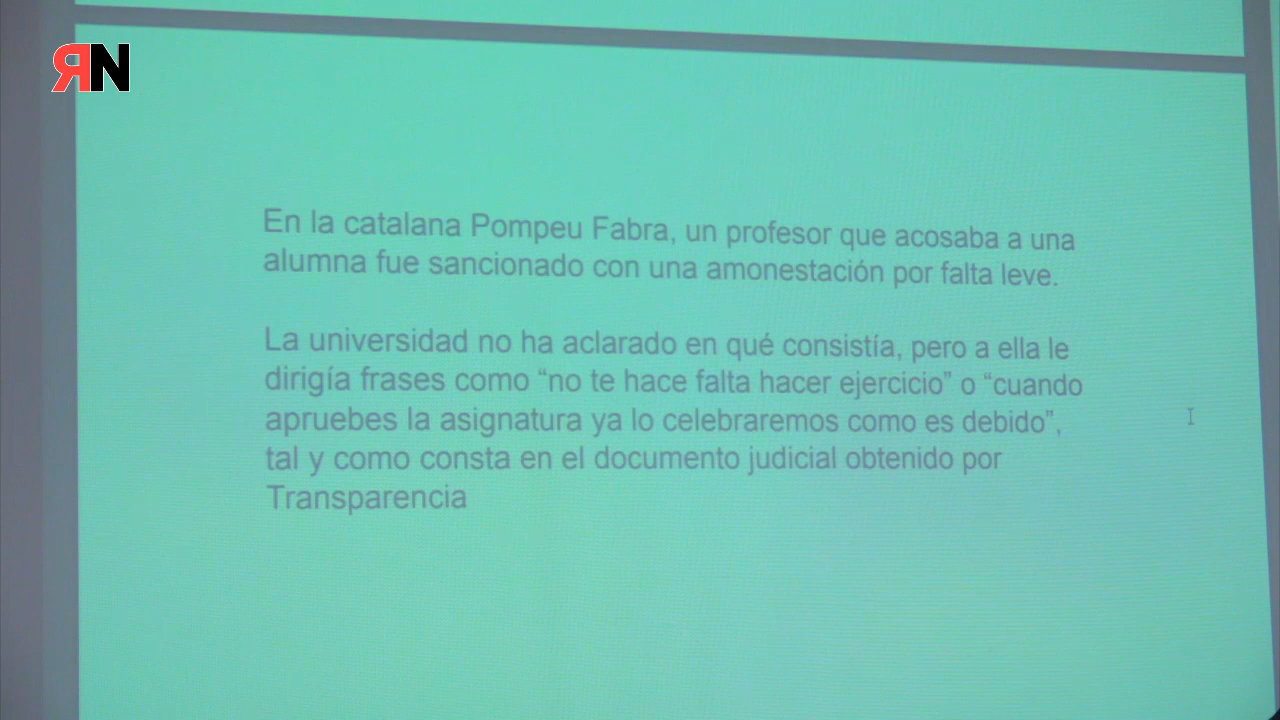 RN
En la catalana Pompeu Fabra, un profesor que acosaba a una
alumna fue sancionado con una amonestación por falta leve.
La universidad no ha aclarado en qué consistía, pero a ella le
dirigía frases como “no te hace falta hacer ejercicio” o “cuando
apruebes la asignatura ya lo celebraremos como es debido”,
tal y como consta en el documento judicial obtenido por
Transparencia